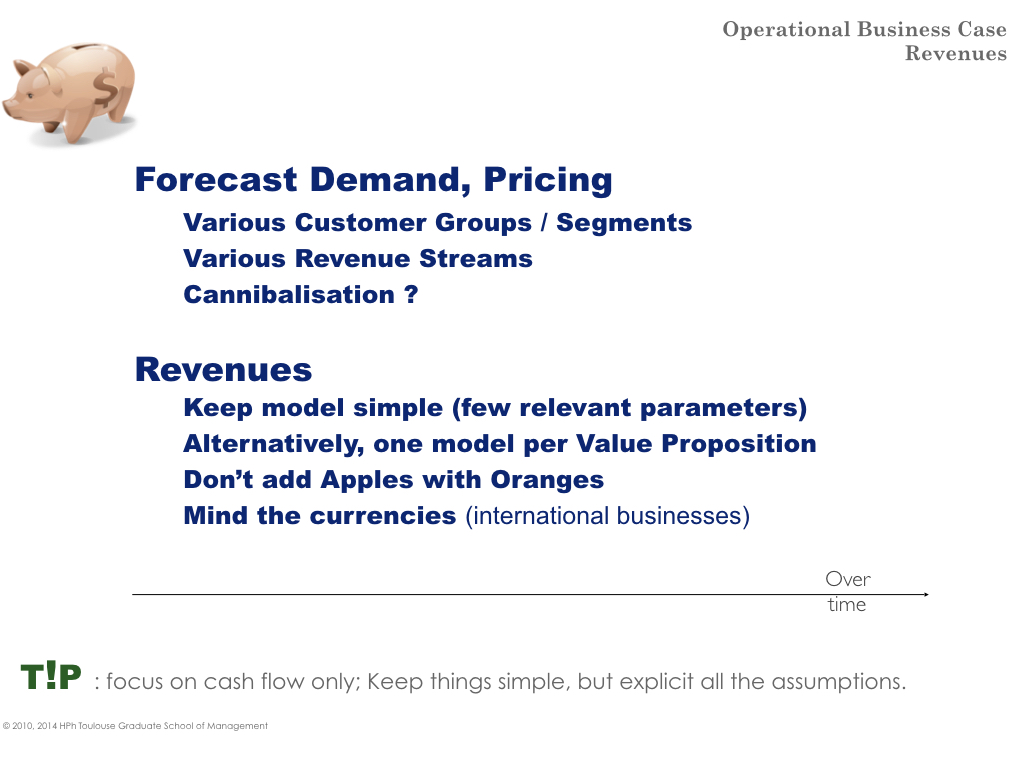 Operational Business Case
Revenues
$
Forecast Demand, Pricing
Various Customer Groups / Segments
Various Revenue Streams
Cannibalisation ?
Revenues
Keep model simple (few relevant parameters)
Alternatively, one model per Value Proposition
Don’t add Apples with Oranges
Mind the currencies (international businesses)
Over
time
T!P : focus on cash flow only; Keep things simple, but explicit all the assumptions.
© 2010, 2014 HPh Toulouse Graduate School of Management